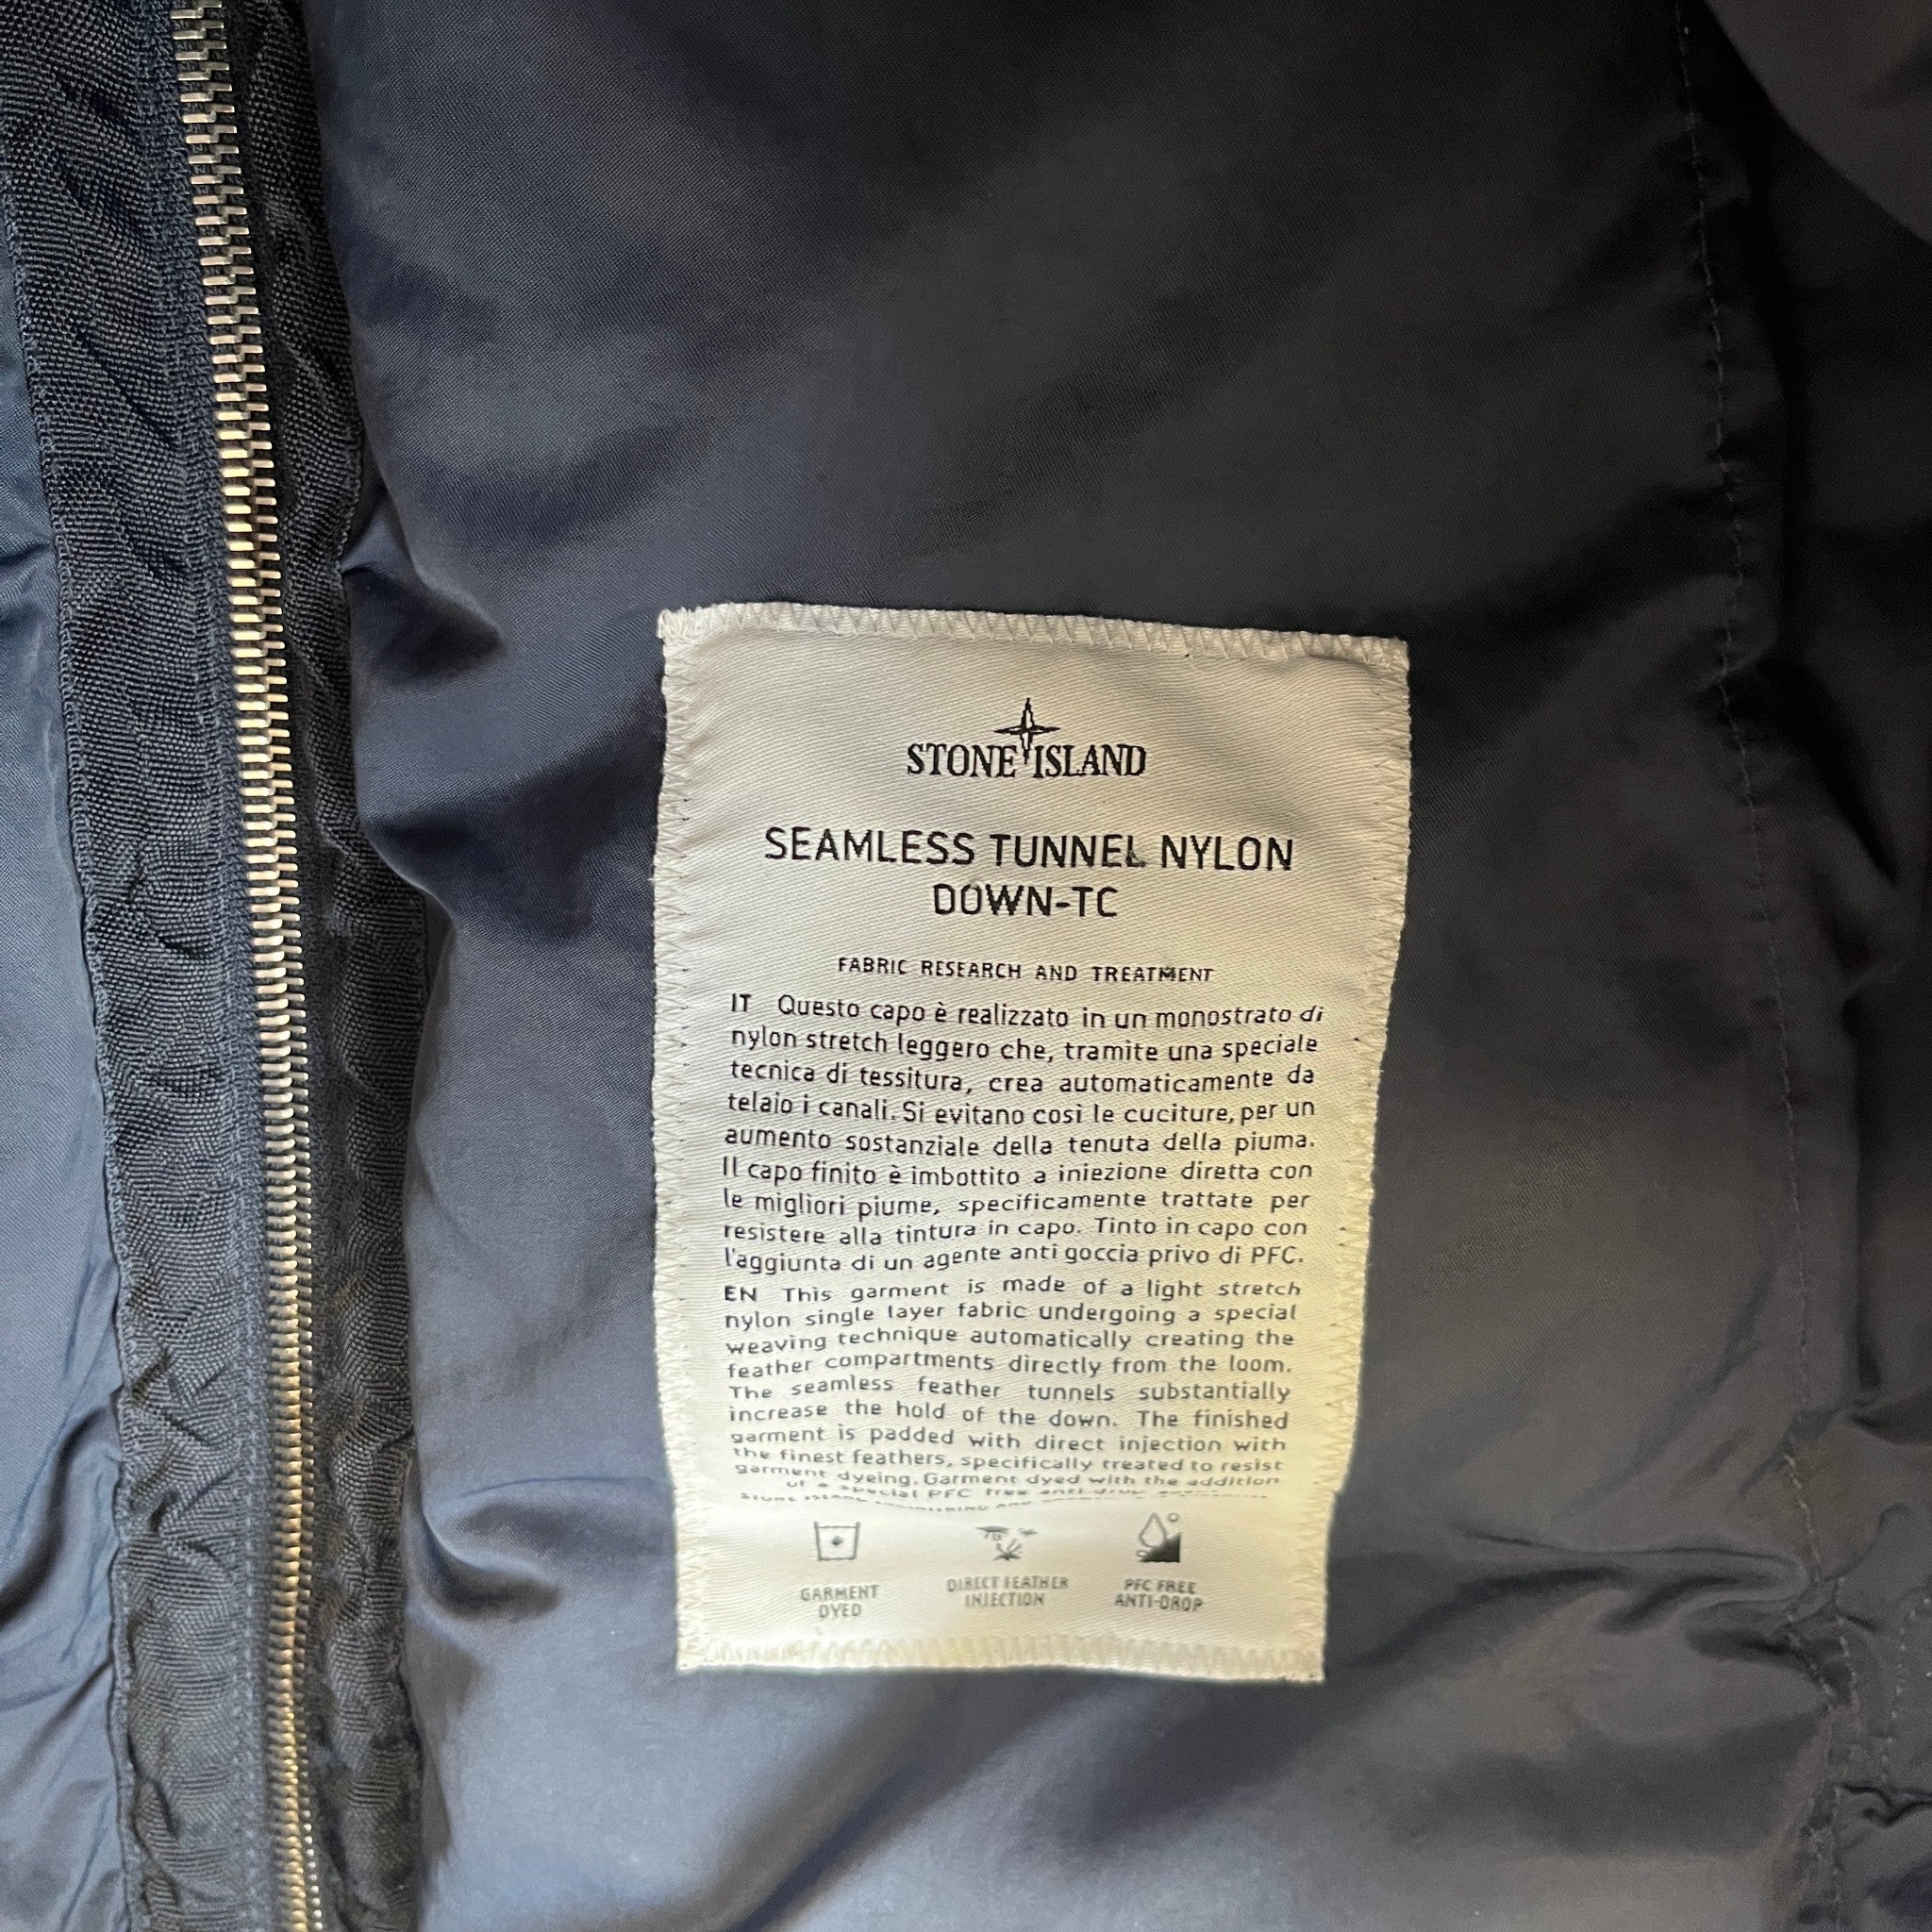 STONE ISLAND
SEAMLESS TUNNEL NYLON
DOWN-TC
FABRIC RESEARCH AND TREATMENT
IT Questo capo è realizzato in un monostrato di
nylon stretch leggero che, tramite una speciale
tecnica di tessitura, crea automaticamente da
telaio i canali. Si evitano così le cuciture, per un
aumento sostanziale della tenuta della piuma.
Il capo finito è imbottito a iniezione diretta con
le migliori piume, specificamente trattate per
resistere alla tintura in capo. Tinto in capo con
l'aggiunta di un agente anti goccia privo di PFC.
EN This garment is made of a light stretch
nylon single layer fabric undergoing a special
weaving technique automatically creating the
feather compartments directly from the loom.
The seamless feather tunnels substantially
increase the hold of the down. The finished
garment is padded with direct injection with
the finest feathers, specifically treated to resist
garment dyeing. Garment dyed with the addition
of a special PFC free anti drop
GARMENT
DYED
DIRECT FEATHER
INJECTION
PFC FREE
ANTI-DROP